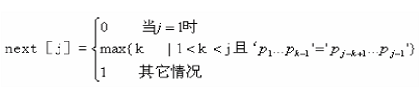 0 当j=1时
next [j] = max{ k | 1<k<j且‘p1...pk-1’=‘pj-k+1...pj-1’}
1 其它情况